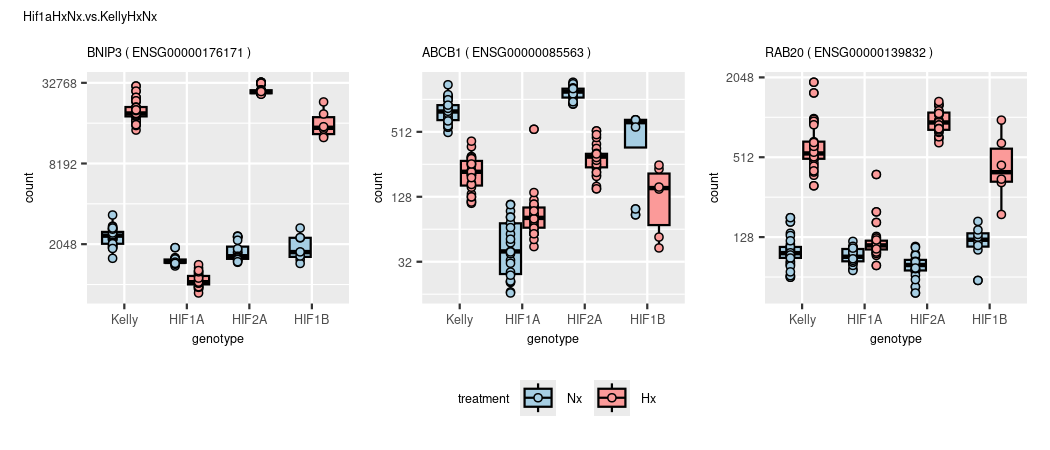 Hif1aHxNx.vs.KellyHxNx
BNIP3 ( ENSG00000176171 )
32768
8192
2048
count
Kelly HIF1A HIF2A HIF1B
genotype
ABCB1 ( ENSG00000085563 )
512
128
32
count
Kelly HIF1A HIF2A HIF1B
genotype
RAB20 ( ENSG00000139832 )
2048
512
128
count
Kelly HIF1A HIF2A HIF1B
genotype
treatment Nx Hx